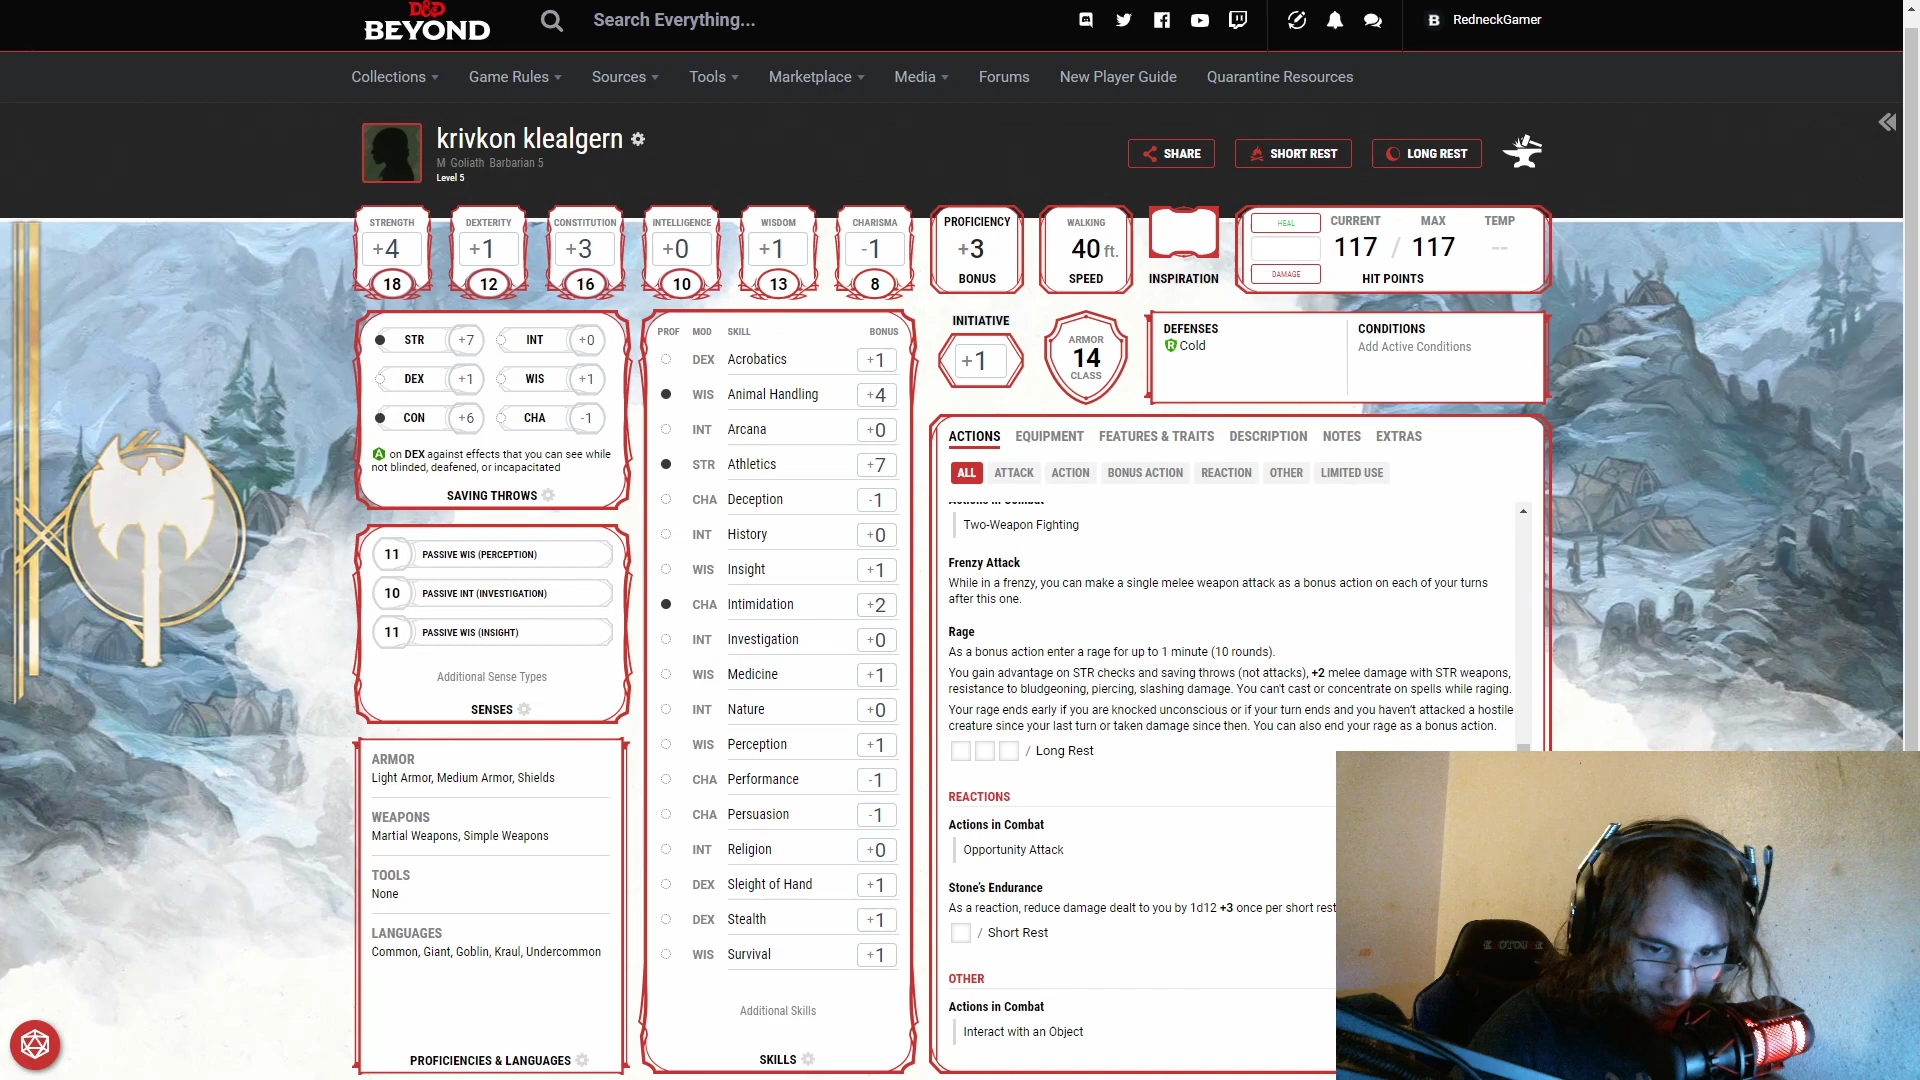 D&D
BEYOND
Search Everything...
B RedneckGamer
Collections Game Rules Sources Tools Marketplace Media Forums New Player Guide Quarantine Resources
krivkon klealgern
M Goliath Barbarian 5
Level 5
SHARE SHORT REST LONG REST
STRENGTH
+4
18
DEXTERITY
+1
12
CONSTITUTION
+3
16
INTELLIGENCE
+0
10
WISDOM
+1
13
CHARISMA
-1
8
PROFICIENCY
+3
BONUS
WALKING
40 ft.
SPEED
INSPIRATION
HEAL
DAMAGE
CURRENT MAX TEMP
117 / 117 --
HIT POINTS
STR +7 INT +0
DEX +1 WIS +1
CON +6 CHA -1
A on DEX against effects that you can see while
not blinded, deafened, or incapacitated
SAVING THROWS
11 PASSIVE WIS (PERCEPTION)
10 PASSIVE INT (INVESTIGATION)
11 PASSIVE WIS (INSIGHT)
Additional Sense Types
SENSES
ARMOR
Light Armor, Medium Armor, Shields
WEAPONS
Martial Weapons, Simple Weapons
TOOLS
None
LANGUAGES
Common, Giant, Goblin, Kraul, Undercommon
PROFICIENCIES & LANGUAGES
PROF MOD SKILL BONUS
DEX Acrobatics +1
WIS Animal Handling +4
INT Arcana +0
STR Athletics +7
CHA Deception -1
INT History +0
WIS Insight +1
CHA Intimidation +2
INT Investigation +0
WIS Medicine +1
INT Nature +0
WIS Perception +1
CHA Performance -1
CHA Persuasion -1
INT Religion +0
DEX Sleight of Hand +1
DEX Stealth +1
WIS Survival +1
Additional Skills
SKILLS
INITIATIVE
+1
ARMOR
14
CLASS
DEFENSES
R Cold
CONDITIONS
Add Active Conditions
ACTIONS EQUIPMENT FEATURES & TRAITS DESCRIPTION NOTES EXTRAS
ALL ATTACK ACTION BONUS ACTION REACTION OTHER LIMITED USE
Actions in Combat
Two-Weapon Fighting
Frenzy Attack
While in a frenzy, you can make a single melee weapon attack as a bonus action on each of your turns
after this one.
Rage
As a bonus action enter a rage for up to 1 minute (10 rounds).
You gain advantage on STR checks and saving throws (not attacks), +2 melee damage with STR weapons,
resistance to bludgeoning, piercing, slashing damage. You can't cast or concentrate on spells while raging.
Your rage ends early if you are knocked unconscious or if your turn ends and you haven't attacked a hostile
creature since your last turn or taken damage since then. You can also end your rage as a bonus action.
/ Long Rest
REACTIONS
Actions in Combat
Opportunity Attack
Stone's Endurance
As a reaction, reduce damage dealt to you by 1d12 +3 once per short rest
/ Short Rest
OTHER
Actions in Combat
Interact with an Object